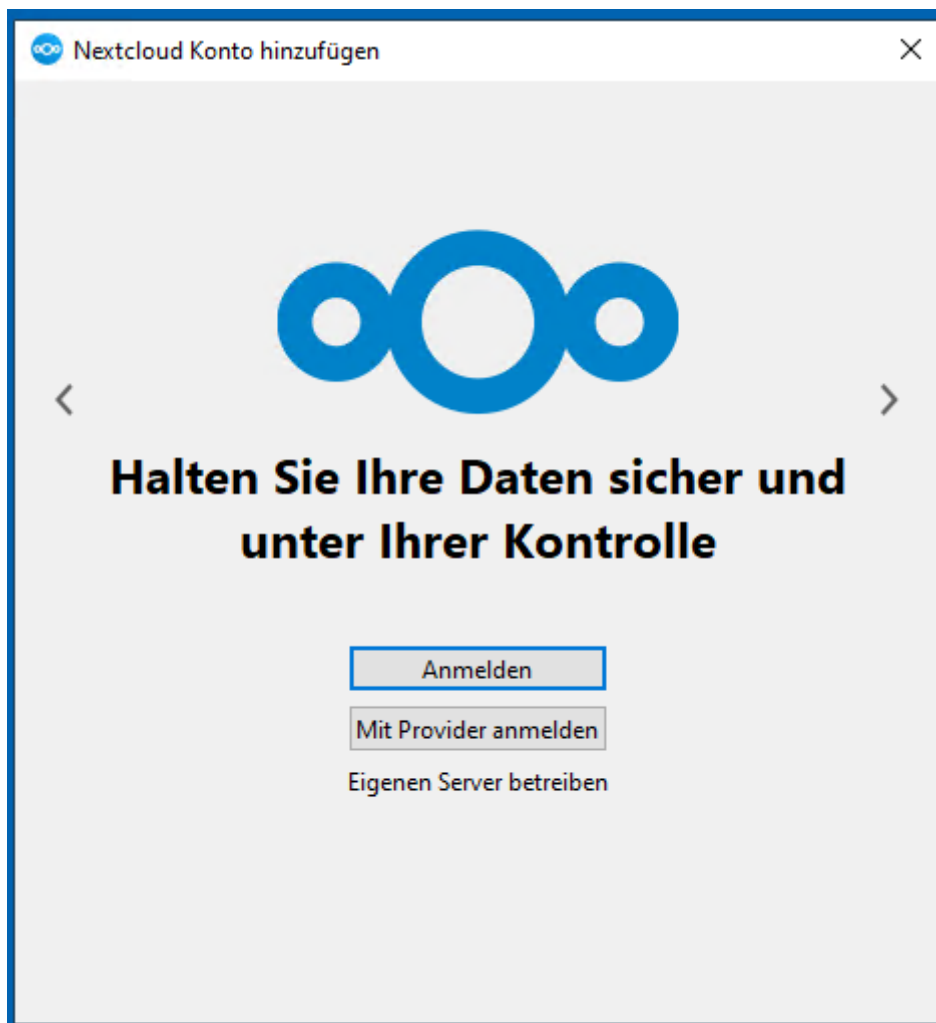 Nextcloud Konto hinzufügen
Halten Sie Ihre Daten sicher und
unter Ihrer Kontrolle
Anmelden
Mit Provider anmelden
Eigenen Server betreiben